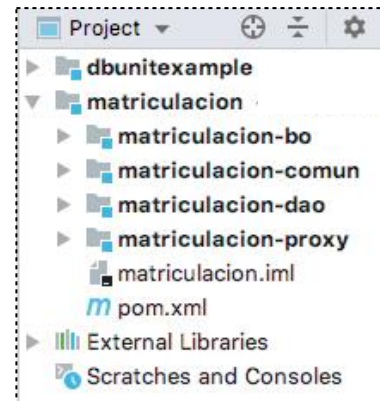 Project
dbunitexample
matriculacion
matriculacion-bo
matriculacion-comun
matriculacion-dao
matriculacion-proxy
matriculacion.iml
m pom.xml
External Libraries
Scratches and Consoles